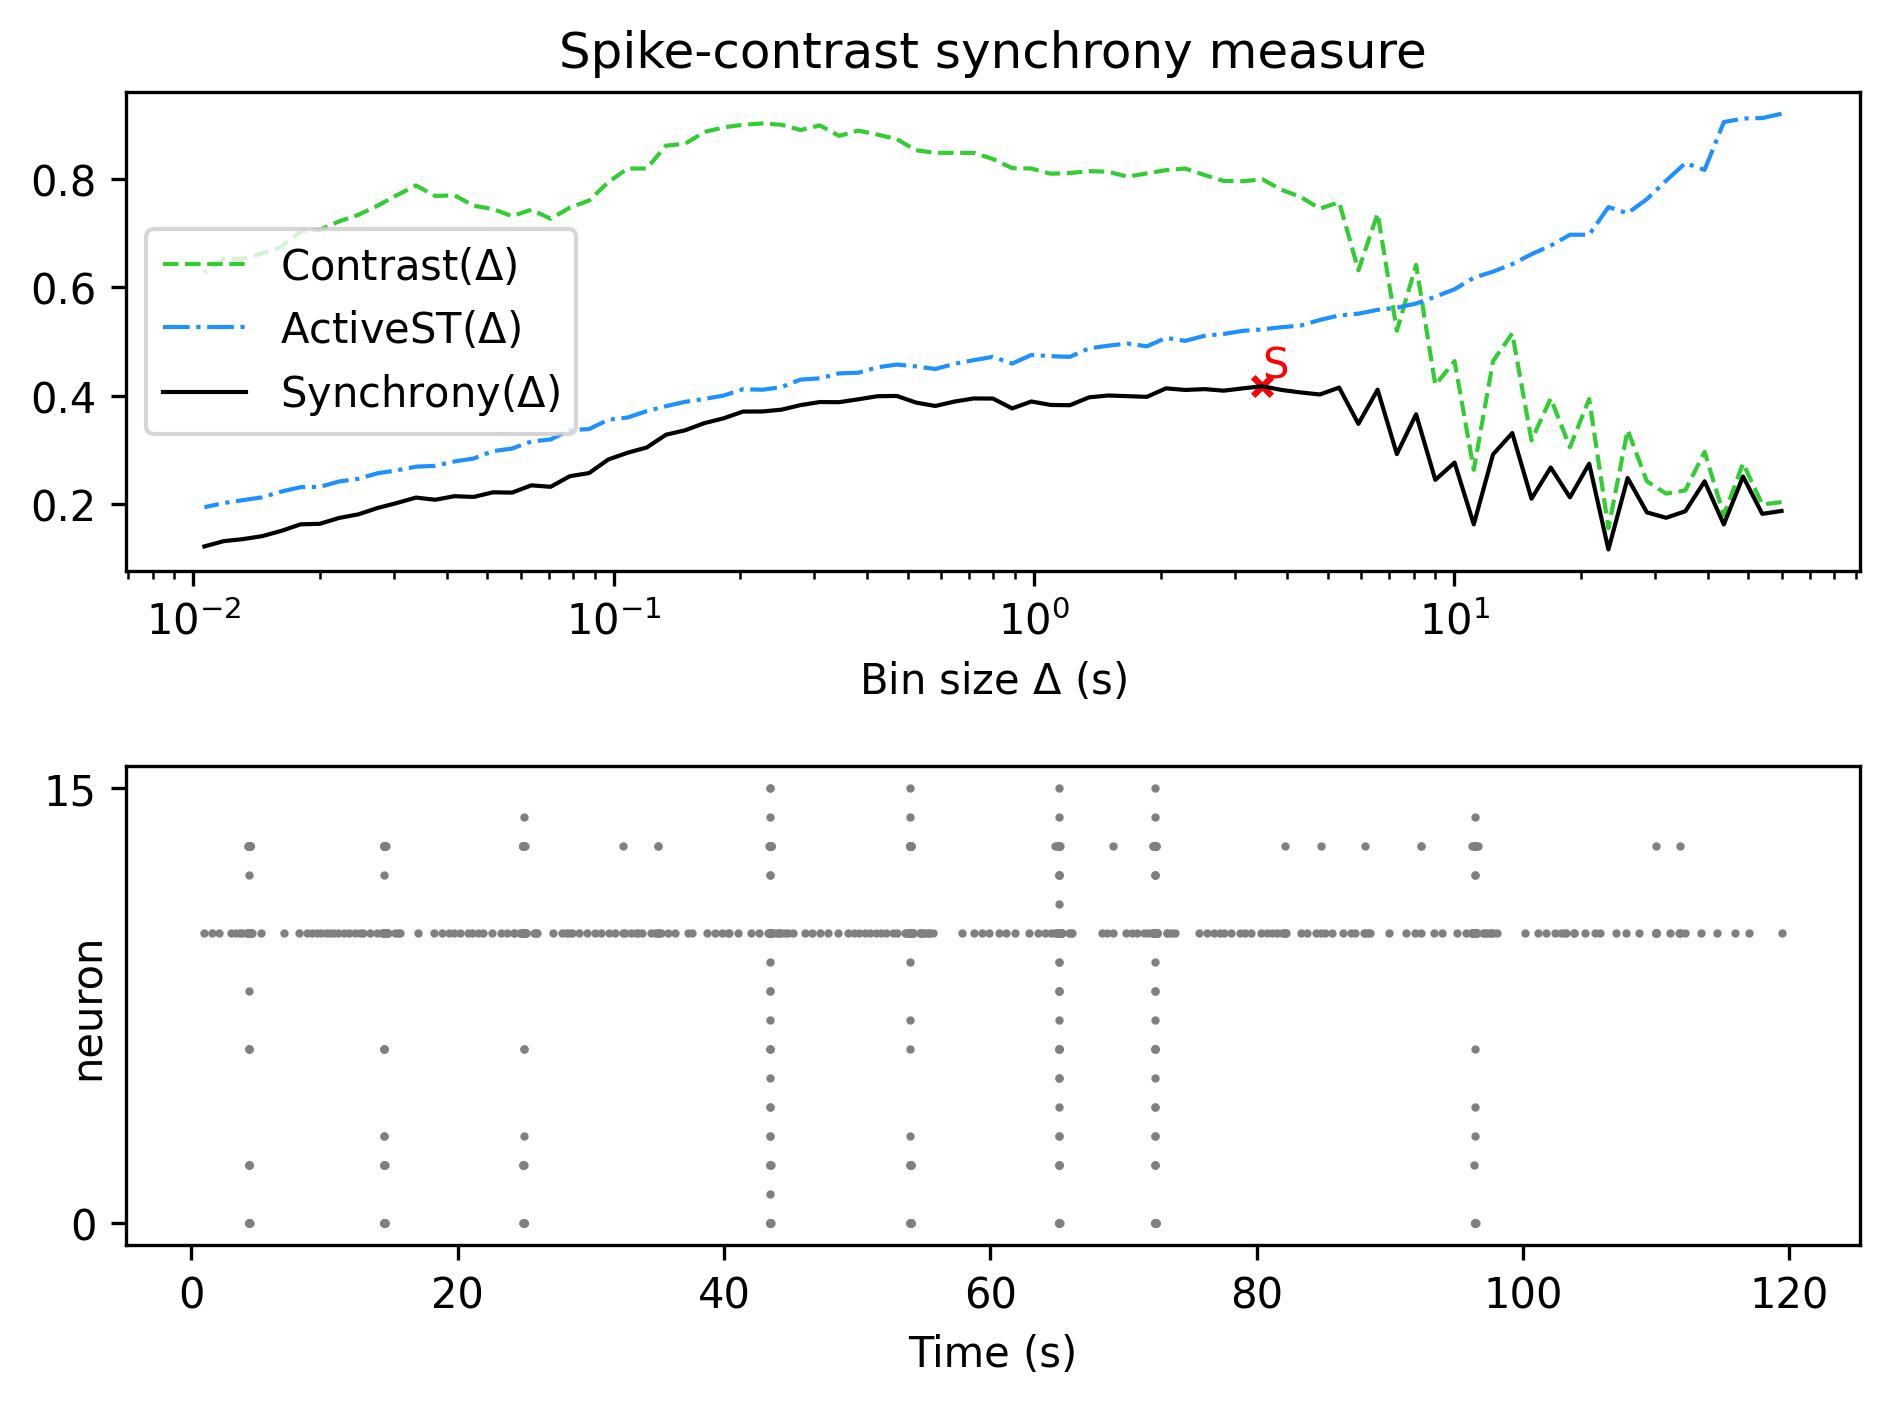 Spike-contrast synchrony measure
0.8
0.6
0.4
0.2
Contrast(Δ)
ActiveST(Δ)
Synchrony(Δ)
S
10⁻² 10⁻¹ 10⁰ 10¹
Bin size Δ (s)
15
0
neuron
0 20 40 60 80 100 120
Time (s)